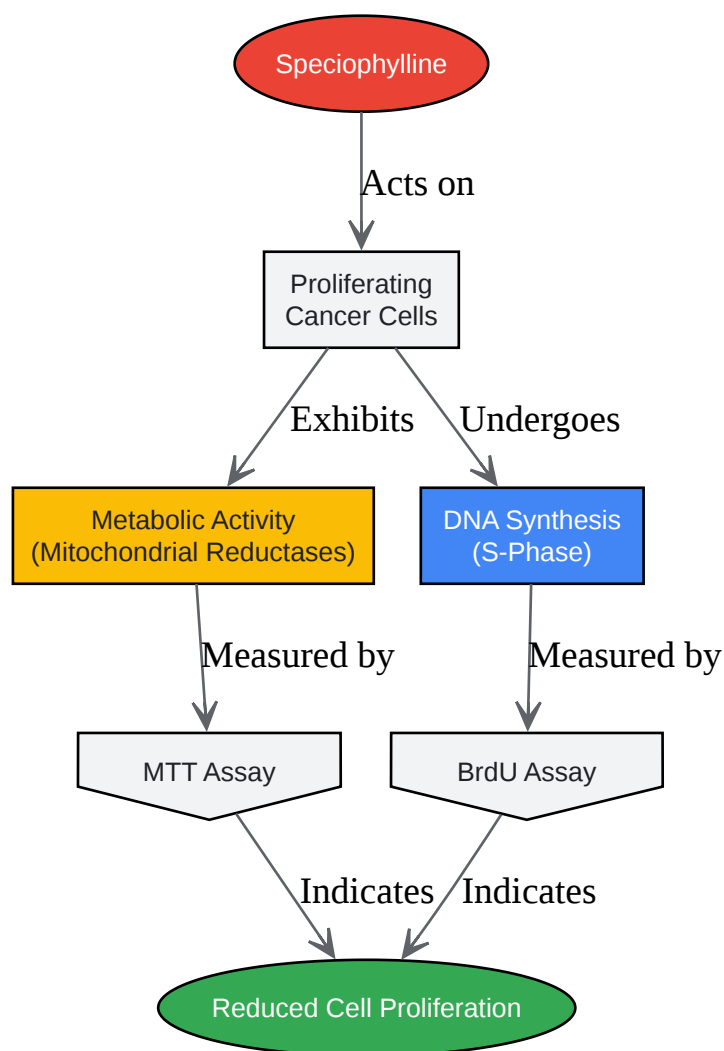 Speciophylline
Acts on
Proliferating
Cancer Cells
Exhibits
Undergoes
Metabolic Activity
(Mitochondrial Reductases)
DNA Synthesis
(S-Phase)
Measured by
Measured by
MTT Assay
BrdU Assay
Indicates
Indicates
Reduced Cell Proliferation